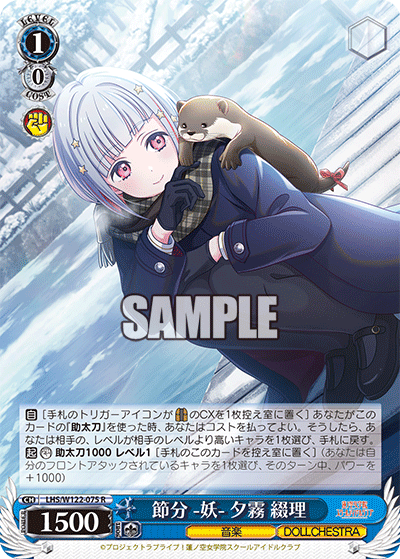 LEVEL
1
0
COST
SAMPLE
自 [手札のトリガーアイコンが のCXを1枚控え室に置く] あなたがこの
カードの『助太刀』を使った時、あなたはコストを払ってよい。そうしたら、あ
なたは相手の、レベルが相手のレベルより高いキャラを1枚選び、手札に戻す。
起 助太刀1000 レベル1 [手札のこのカードを控え室に置く] (あなたは自
分のフロントアタックされているキャラを1枚選び、そのターン中、パワーを
+1000)
CH LHS/W122-075 R
POWER
1500
節分 -妖- 夕霧 綴理
音楽
DOLLCHESTRA
©プロジェクトラブライブ!蓮ノ空女学院スクールアイドルクラブ